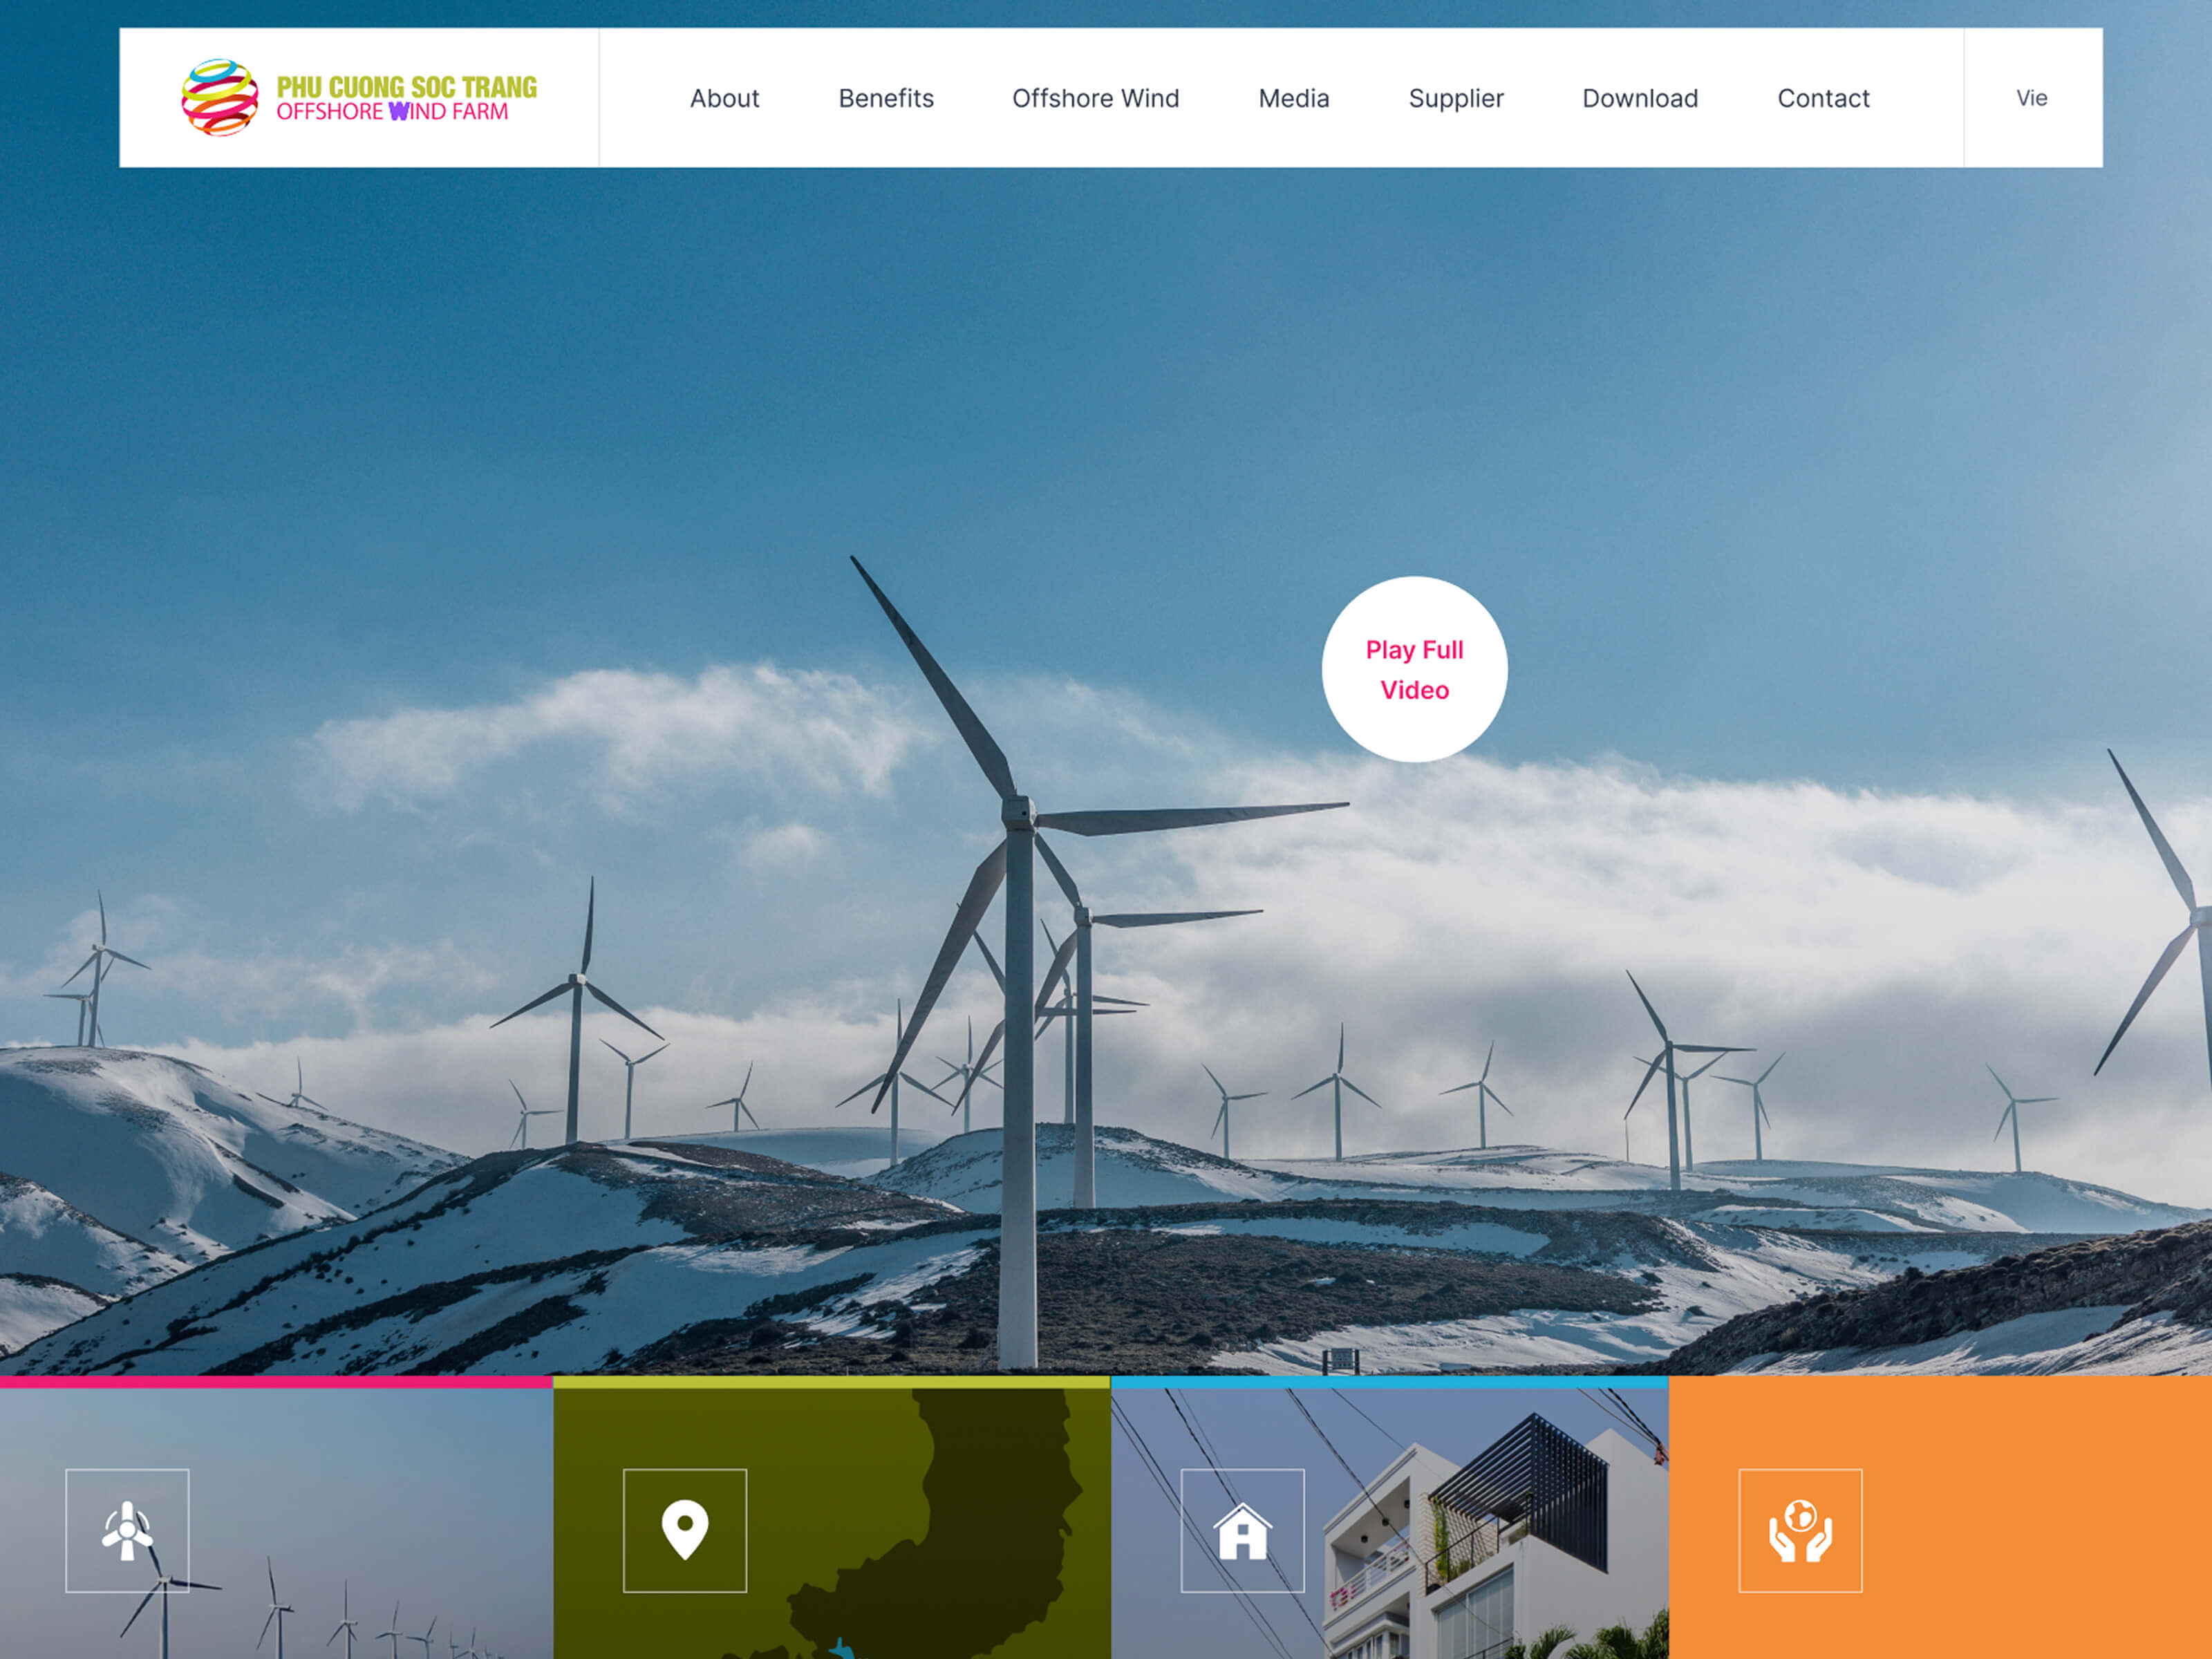 PHU CUONG SOC TRANG
OFFSHORE WIND FARM
About
Benefits
Offshore Wind
Media
Supplier
Download
Contact
Vie
Play Full
Video